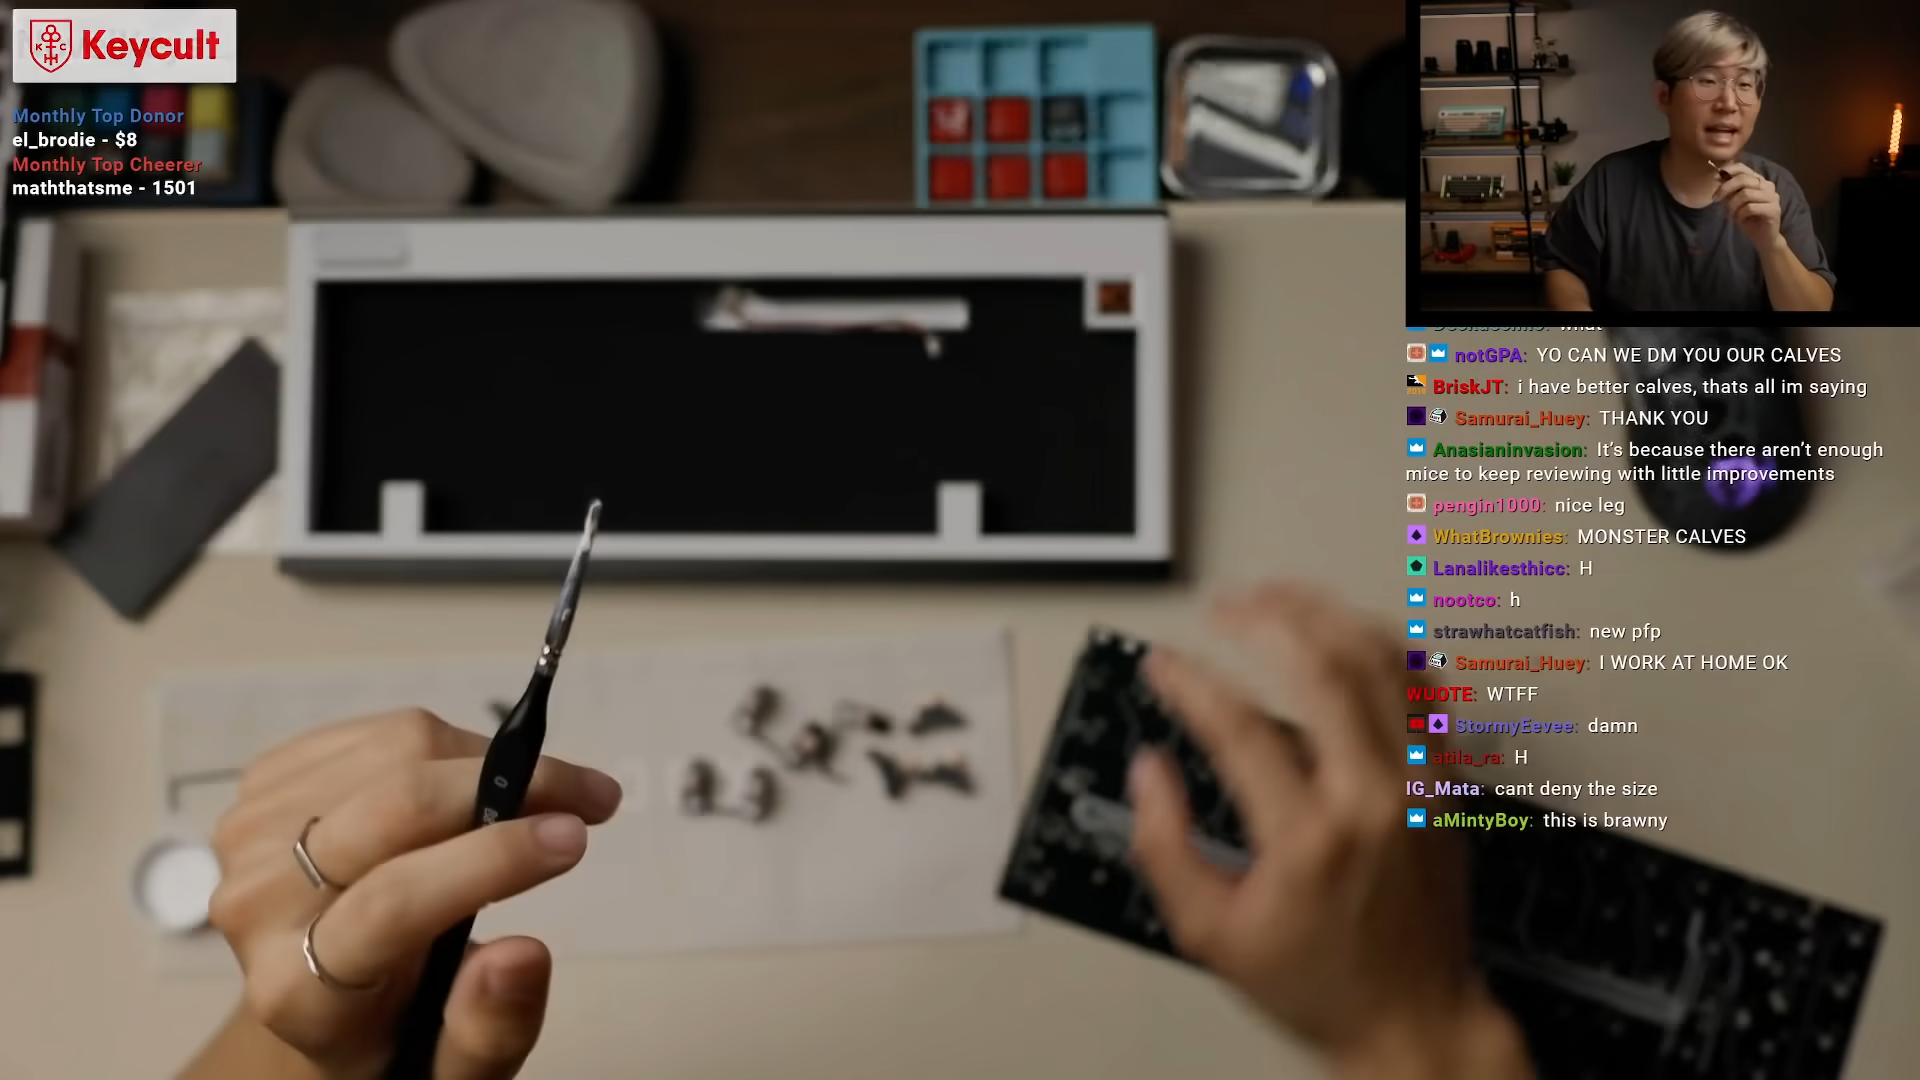 KTC
Keycult
Monthly Top Donor
el_brodie - $8
Monthly Top Cheerer
maththatsme - 1501
what
notGPA: YO CAN WE DM YOU OUR CALVES
BriskJT: i have better calves, thats all im saying
Samurai_Huey: THANK YOU
Anasianinvasion: It’s because there aren’t enough
mice to keep reviewing with little improvements
pengin1000: nice leg
WhatBrownies: MONSTER CALVES
Lanalikesthicc: H
nootco: h
strawhatcatfish: new pfp
Samurai_Huey: I WORK AT HOME OK
WUOTE: WTFF
StormyEevee: damn
atila_ra: H
IG_Mata: cant deny the size
aMintyBoy: this is brawny
0